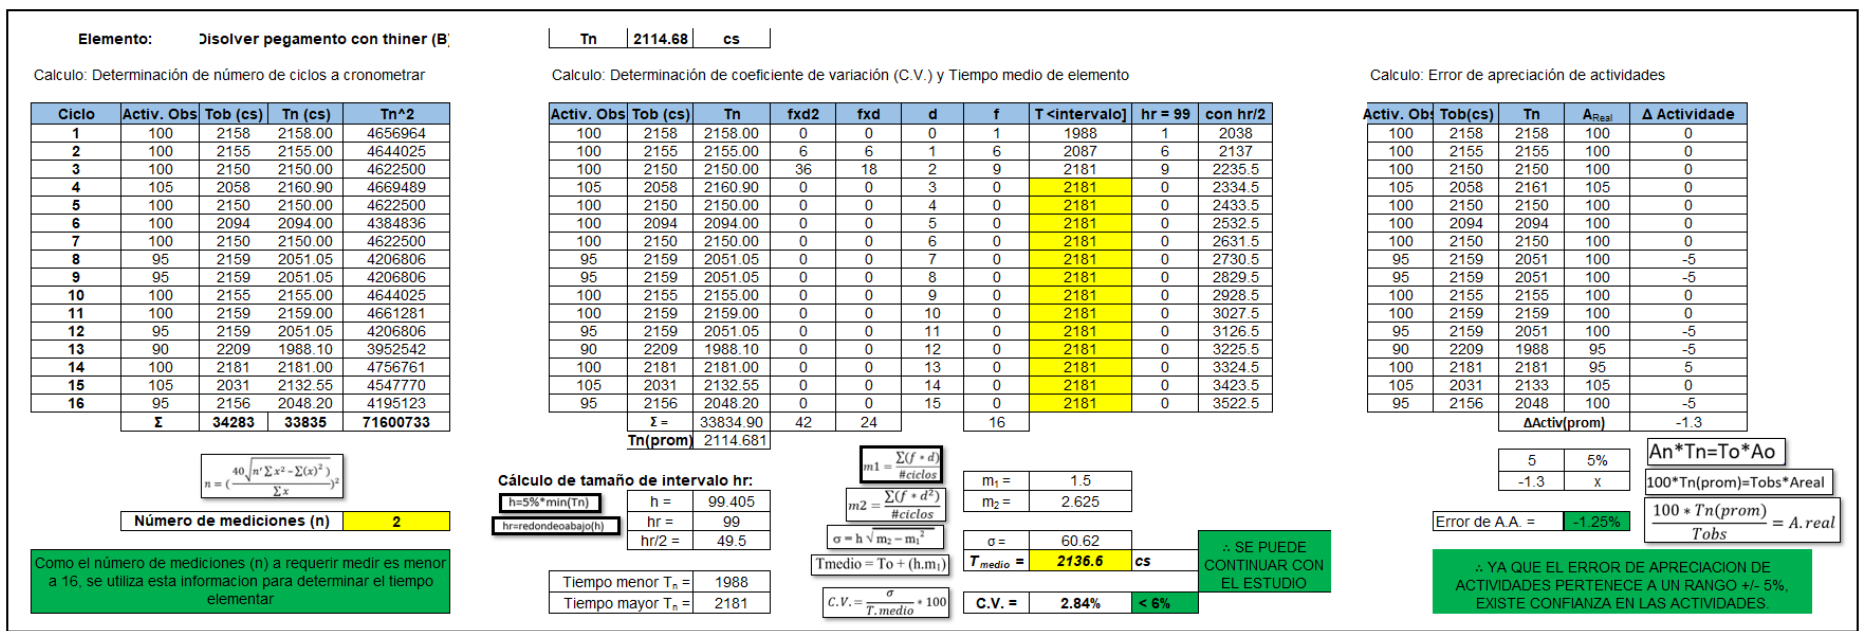 Elemento: Disolver pegamento con thiner (B)
Tn 2114.68 cs
Calculo: Determinación de número de ciclos a cronometrar
Ciclo Activ. Obs Tob (cs) Tn (cs) Tn^2
1 100 2158 2158.00 4656964
2 100 2155 2155.00 4644025
3 100 2150 2150.00 4622500
4 105 2058 2160.90 4669489
5 100 2150 2150.00 4622500
6 100 2094 2094.00 4384836
7 100 2150 2150.00 4622500
8 95 2159 2051.05 4206806
9 95 2159 2051.05 4206806
10 100 2155 2155.00 4644025
11 100 2159 2159.00 4661281
12 95 2159 2051.05 4206806
13 90 2209 1988.10 3952542
14 100 2181 2181.00 4756761
15 105 2031 2132.55 4547770
16 95 2156 2048.20 4195123
Σ 34283 33835 71600733
n = ( 40√(n' Σ x² − Σ(x)² ) / Σ x )²
Número de mediciones (n) 2
Como el número de mediciones (n) a requerir medir es menor
a 16, se utiliza esta informacion para determinar el tiempo
elementar
Calculo: Determinación de coeficiente de variación (C.V.) y Tiempo medio de elemento
Activ. Obs Tob (cs) Tn fxd2 fxd d f T <intervalo] hr = 99 con hr/2
100 2158 2158.00 0 0 0 1 1988 1 2038
100 2155 2155.00 6 6 1 6 2087 6 2137
100 2150 2150.00 36 18 2 9 2181 9 2235.5
105 2058 2160.90 0 0 3 0 2181 0 2334.5
100 2150 2150.00 0 0 4 0 2181 0 2433.5
100 2094 2094.00 0 0 5 0 2181 0 2532.5
100 2150 2150.00 0 0 6 0 2181 0 2631.5
95 2159 2051.05 0 0 7 0 2181 0 2730.5
95 2159 2051.05 0 0 8 0 2181 0 2829.5
100 2155 2155.00 0 0 9 0 2181 0 2928.5
100 2159 2159.00 0 0 10 0 2181 0 3027.5
95 2159 2051.05 0 0 11 0 2181 0 3126.5
90 2209 1988.10 0 0 12 0 2181 0 3225.5
100 2181 2181.00 0 0 13 0 2181 0 3324.5
105 2031 2132.55 0 0 14 0 2181 0 3423.5
95 2156 2048.20 0 0 15 0 2181 0 3522.5
Σ = 33834.90 42 24 16
Tn(prom) 2114.681
Cálculo de tamaño de intervalo hr:
h=5%*min(Tn) h = 99.405
hr=redondeoabajo(h) hr = 99
hr/2 = 49.5
Tiempo menor Tn = 1988
Tiempo mayor Tn = 2181
m1 = Σ(f * d) / #ciclos
m2 = Σ(f * d²) / #ciclos
σ = h √(m₂ − m₁²)
Tmedio = To + (h.m₁)
C.V. = σ / T.medio * 100
m₁ = 1.5
m₂ = 2.625
σ = 60.62
T medio = 2136.6 cs
C.V. = 2.84% < 6%
∴ SE PUEDE
CONTINUAR CON
EL ESTUDIO
Calculo: Error de apreciación de actividades
Activ. Obs Tob(cs) Tn AReal Δ Actividade
100 2158 2158 100 0
100 2155 2155 100 0
100 2150 2150 100 0
105 2058 2161 105 0
100 2150 2150 100 0
100 2094 2094 100 0
100 2150 2150 100 0
95 2159 2051 100 -5
95 2159 2051 100 -5
100 2155 2155 100 0
100 2159 2159 100 0
95 2159 2051 100 -5
90 2209 1988 95 -5
100 2181 2181 95 5
105 2031 2133 105 0
95 2156 2048 100 -5
ΔActiv(prom) -1.3
5 5%
-1.3 x
Error de A.A. = -1.25%
An*Tn=To*Ao
100*Tn(prom)=Tobs*Areal
100 * Tn(prom) / Tobs = A.real
∴ YA QUE EL ERROR DE APRECIACION DE
ACTIVIDADES PERTENECE A UN RANGO +/- 5%,
EXISTE CONFIANZA EN LAS ACTIVIDADES.